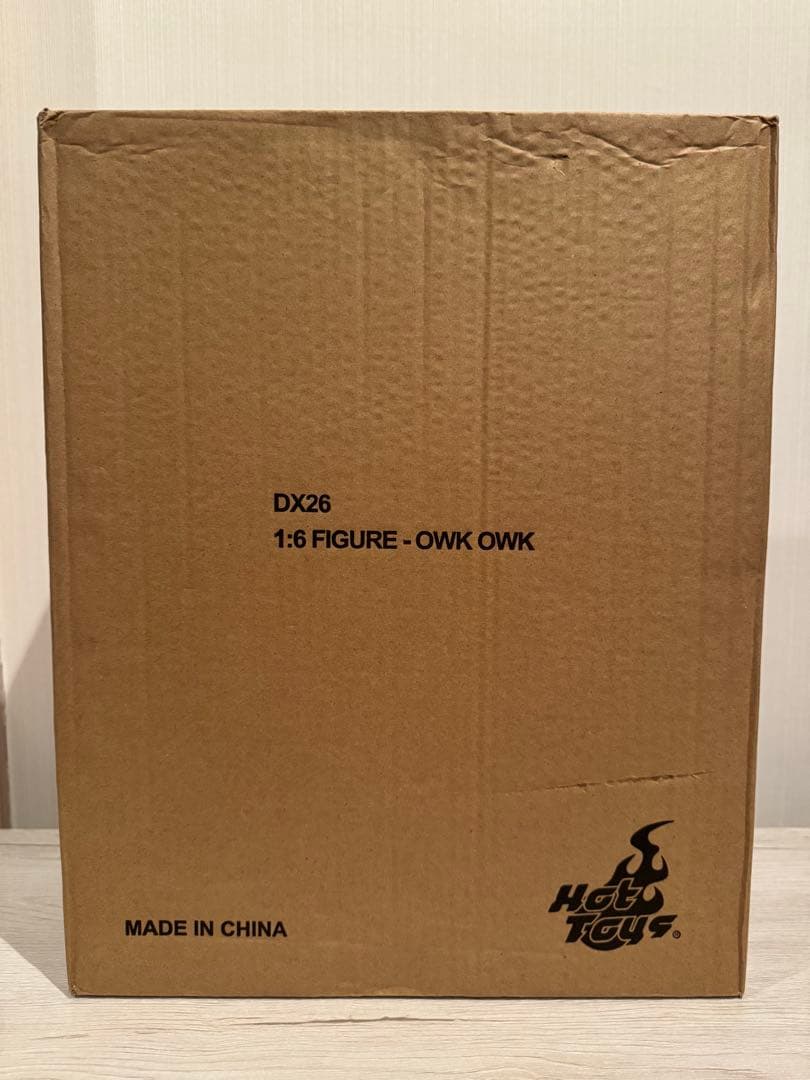 DX26
1:6 FIGURE - OWK OWK
MADE IN CHINA
Hot
Toys®